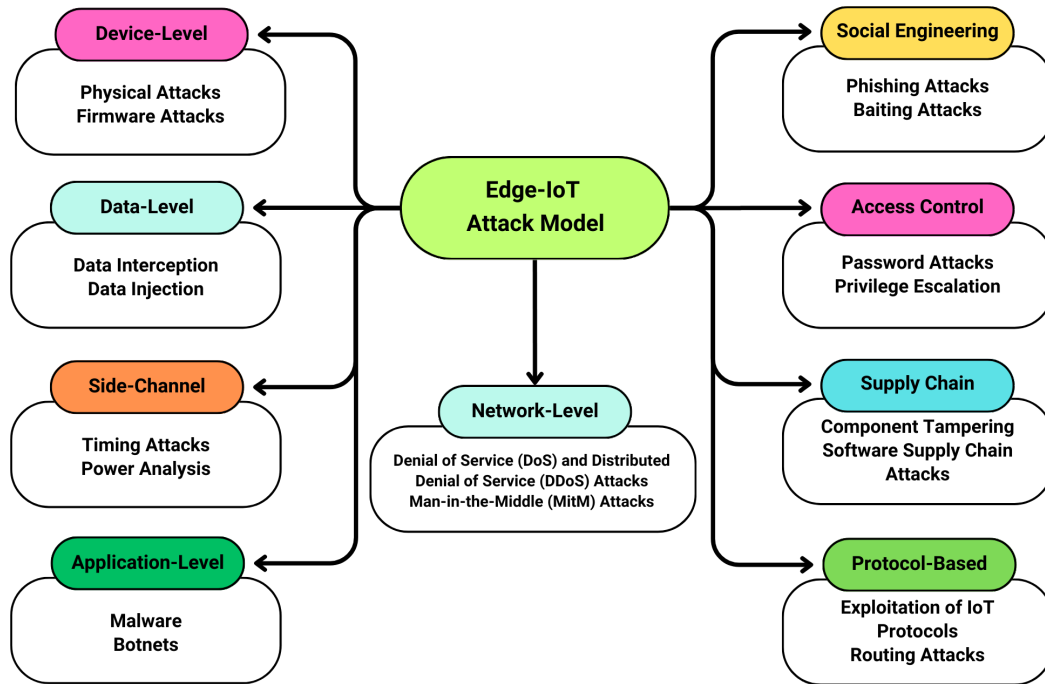 Device-Level
Physical Attacks
Firmware Attacks
Data-Level
Data Interception
Data Injection
Side-Channel
Timing Attacks
Power Analysis
Application-Level
Malware
Botnets
Edge-IoT
Attack Model
Network-Level
Denial of Service (DoS) and Distributed
Denial of Service (DDoS) Attacks
Man-in-the-Middle (MitM) Attacks
Social Engineering
Phishing Attacks
Baiting Attacks
Access Control
Password Attacks
Privilege Escalation
Supply Chain
Component Tampering
Software Supply Chain
Attacks
Protocol-Based
Exploitation of IoT
Protocols
Routing Attacks